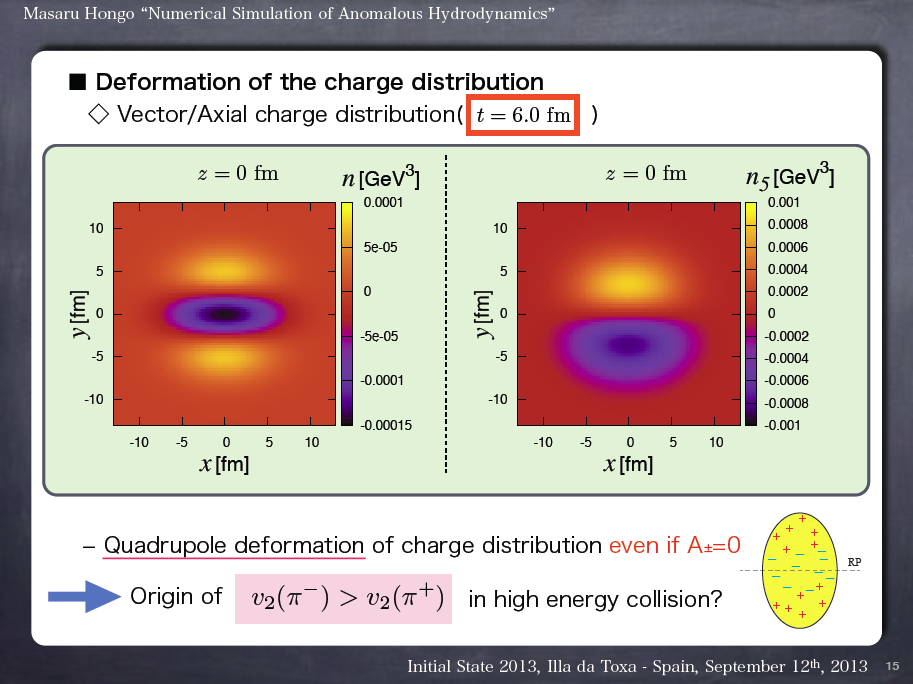 Masaru Hongo “Numerical Simulation of Anomalous Hydrodynamics”
■ Deformation of the charge distribution
◇ Vector/Axial charge distribution( t = 6.0 fm )
z = 0 fm
n [GeV³]
0.0001
5e-05
0
-5e-05
-0.0001
-0.00015
10
5
0
-5
-10
y [fm]
-10 -5 0 5 10
x [fm]
z = 0 fm
n₅ [GeV³]
0.001
0.0008
0.0006
0.0004
0.0002
0
-0.0002
-0.0004
-0.0006
-0.0008
-0.001
10
5
0
-5
-10
y [fm]
-10 -5 0 5 10
x [fm]
– Quadrupole deformation of charge distribution even if A±=0
Origin of v₂(π⁻) > v₂(π⁺) in high energy collision?
RP
Initial State 2013, Illa da Toxa - Spain, September 12th, 2013 15